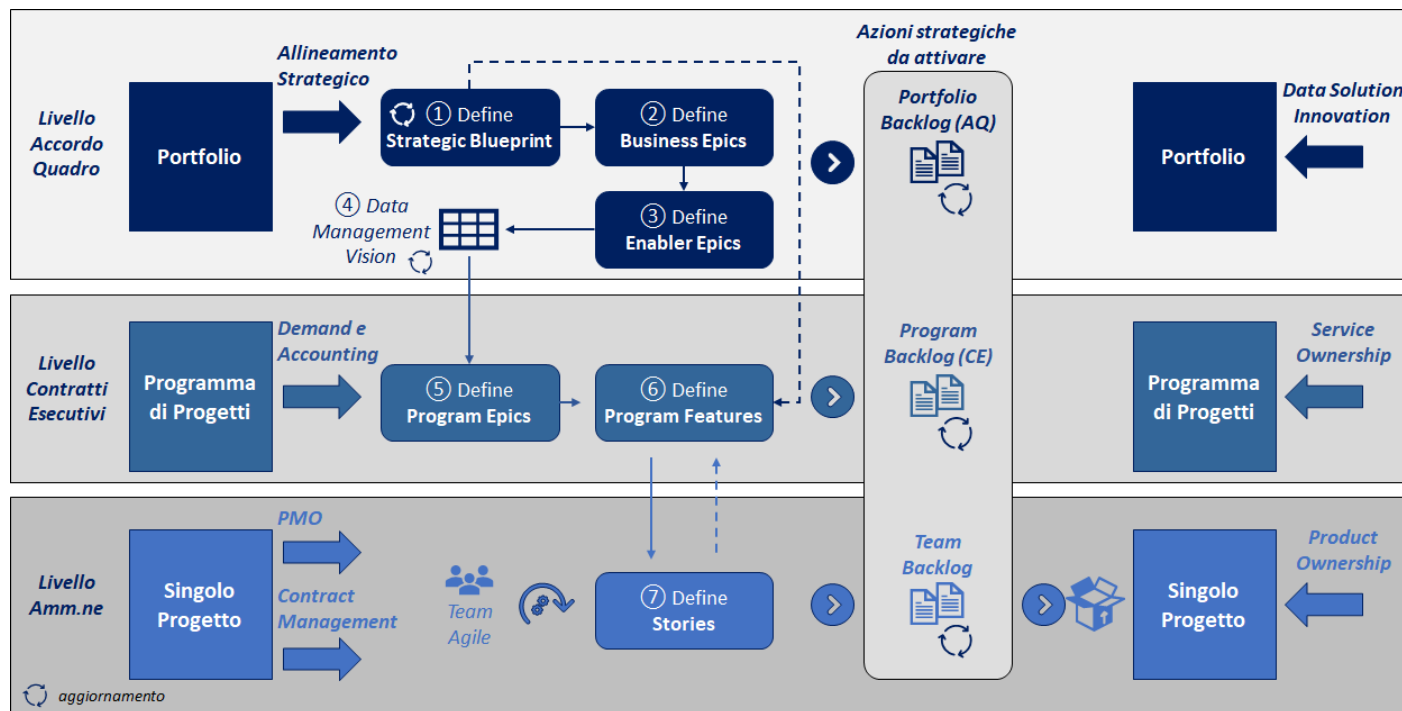 Livello
Accordo
Quadro
Portfolio
Allineamento
Strategico
① Define
Strategic Blueprint
② Define
Business Epics
③ Define
Enabler Epics
④ Data
Management
Vision
Azioni strategiche
da attivare
Portfolio
Backlog (AQ)
Portfolio
Data Solution
Innovation
Livello
Contratti
Esecutivi
Programma
di Progetti
Demand e
Accounting
⑤ Define
Program Epics
⑥ Define
Program Features
Program
Backlog (CE)
Programma
di Progetti
Service
Ownership
Livello
Amm.ne
Singolo
Progetto
PMO
Contract
Management
Team
Agile
⑦ Define
Stories
Team
Backlog
Singolo
Progetto
Product
Ownership
aggiornamento